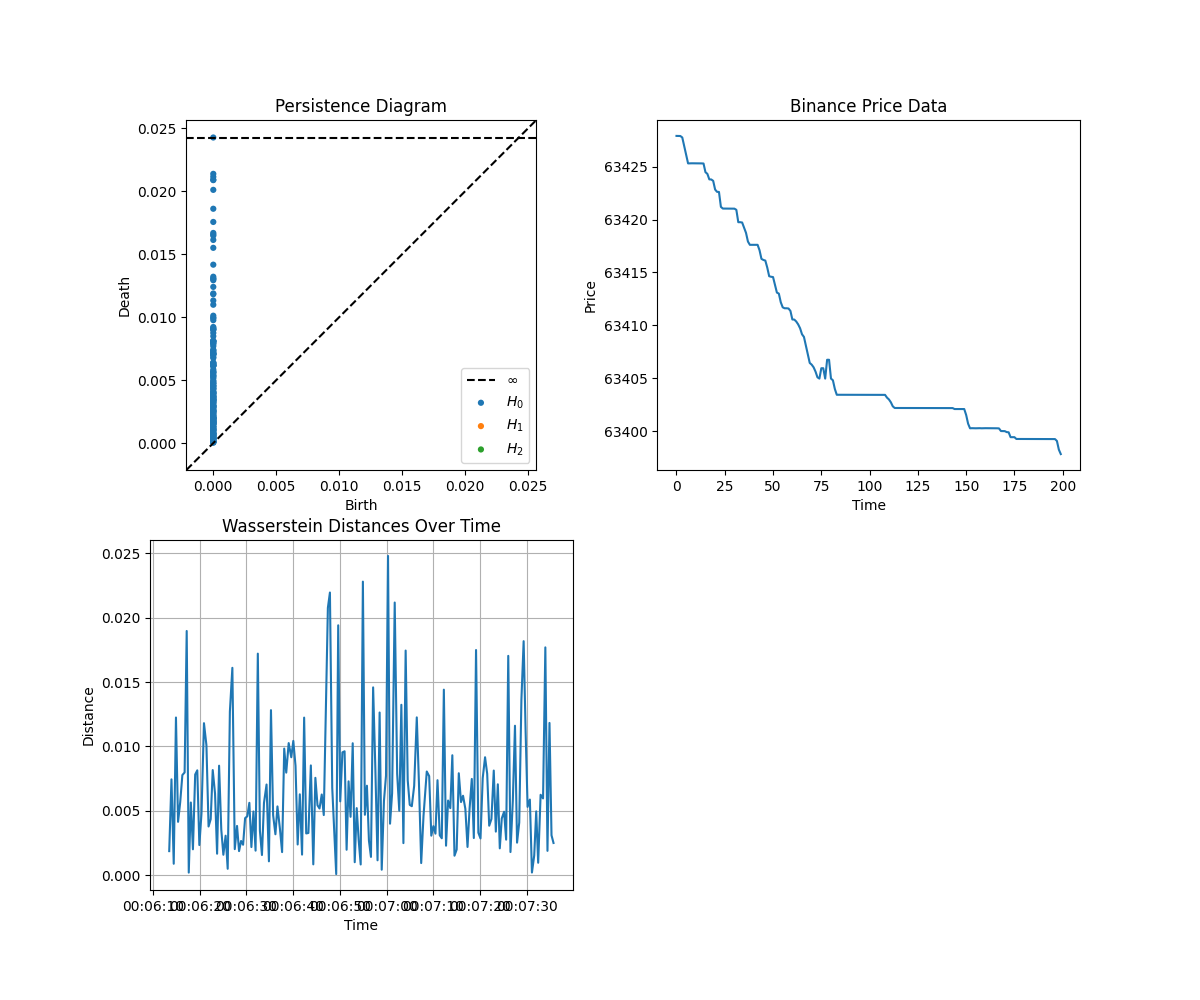 Persistence Diagram
0.025
0.020
0.015
0.010
0.005
0.000
Death
∞
H₀
H₁
H₂
0.000 0.005 0.010 0.015 0.020 0.025
Birth
Binance Price Data
63425
63420
63415
63410
63405
63400
Price
0 25 50 75 100 125 150 175 200
Time
Wasserstein Distances Over Time
0.025
0.020
0.015
0.010
0.005
0.000
Distance
00:06:10 00:06:20 00:06:30 00:06:40 00:06:50 00:07:00 00:07:10 00:07:20 00:07:30
Time